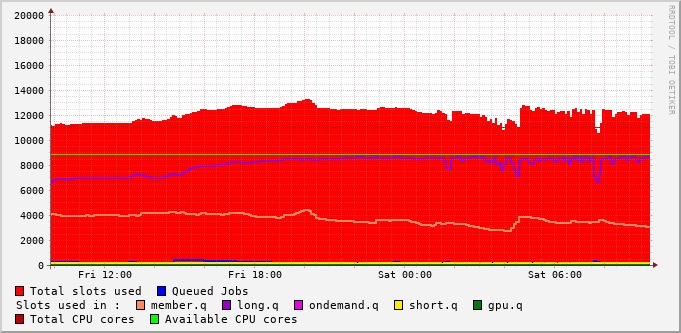 20000
18000
16000
14000
12000
10000
8000
6000
4000
2000
0
Fri 12:00 Fri 18:00 Sat 00:00 Sat 06:00
RRDTOOL / TOBI OETIKER
Total slots used Queued Jobs
Slots used in : member.q long.q ondemand.q short.q gpu.q
Total CPU cores Available CPU cores